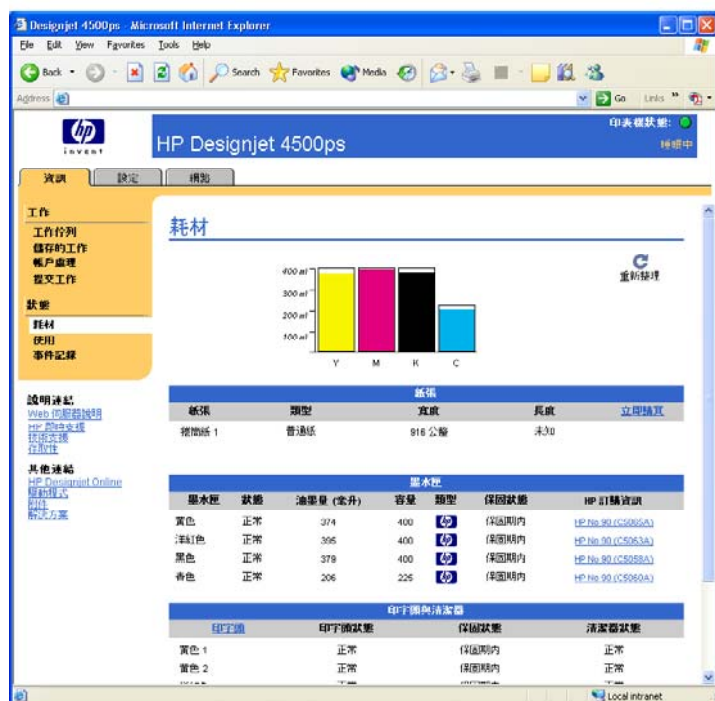 Designjet 4500ps - Microsoft Internet Explorer
File Edit View Favorites Tools Help
Back Search Favorites Media
Address Go Links
hp
invent
HP Designjet 4500ps
印表機狀態:
睡眠中
資訊 設定 網路
工作
工作佇列
儲存的工作
帳戶處理
提交工作
狀態
耗材
使用
事件記錄
說明連結
Web 伺服器說明
HP 即時支援
技術支援
存取性
其他連結
HP Designjet Online
驅動程式
附件
解決方案
耗材
重新整理
400 ml
300 ml
200 ml
100 ml
Y M K C
紙張
紙張 類型 寬度 長度 立即購買
捲筒紙 1 普通紙 916 公釐 未知
墨水匣
墨水匣 狀態 油墨量 (毫升) 容量 類型 保固狀態 HP 訂購資訊
黃色 正常 374 400 hp 保固期內 HP No.90 (C5065A)
洋紅色 正常 395 400 hp 保固期內 HP No.90 (C5063A)
黑色 正常 379 400 hp 保固期內 HP No.90 (C5058A)
青色 正常 206 225 hp 保固期內 HP No.90 (C5060A)
印字頭與清潔器
印字頭 印字頭狀態 保固狀態 清潔器狀態
黃色 1 正常 保固期內 正常
黃色 2 正常 保固期內 正常
Local intranet